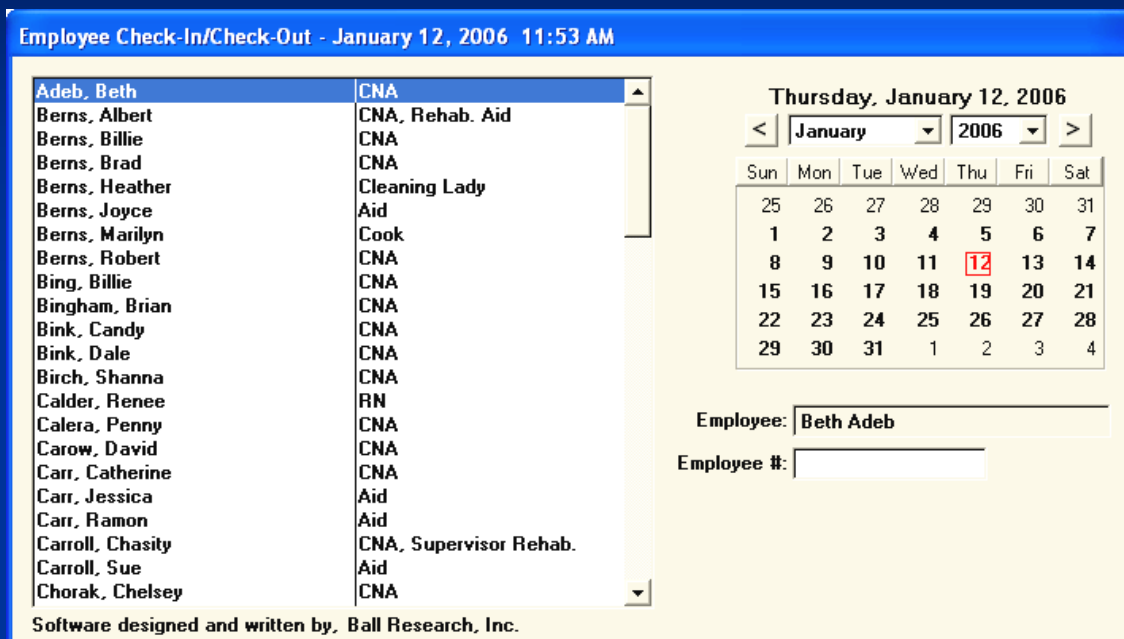 Employee Check-In/Check-Out - January 12, 2006 11:53 AM
Adeb, Beth CNA
Berns, Albert CNA, Rehab. Aid
Berns, Billie CNA
Berns, Brad CNA
Berns, Heather Cleaning Lady
Berns, Joyce Aid
Berns, Marilyn Cook
Berns, Robert CNA
Bing, Billie CNA
Bingham, Brian CNA
Bink, Candy CNA
Bink, Dale CNA
Birch, Shanna CNA
Calder, Renee RN
Calera, Penny CNA
Carow, David CNA
Carr, Catherine CNA
Carr, Jessica Aid
Carr, Ramon Aid
Carroll, Chasity CNA, Supervisor Rehab.
Carroll, Sue Aid
Chorak, Chelsey CNA
Software designed and written by, Ball Research, Inc.
Thursday, January 12, 2006
< January 2006 >
Sun Mon Tue Wed Thu Fri Sat
25 26 27 28 29 30 31
1 2 3 4 5 6 7
8 9 10 11 12 13 14
15 16 17 18 19 20 21
22 23 24 25 26 27 28
29 30 31 1 2 3 4
Employee: Beth Adeb
Employee #: